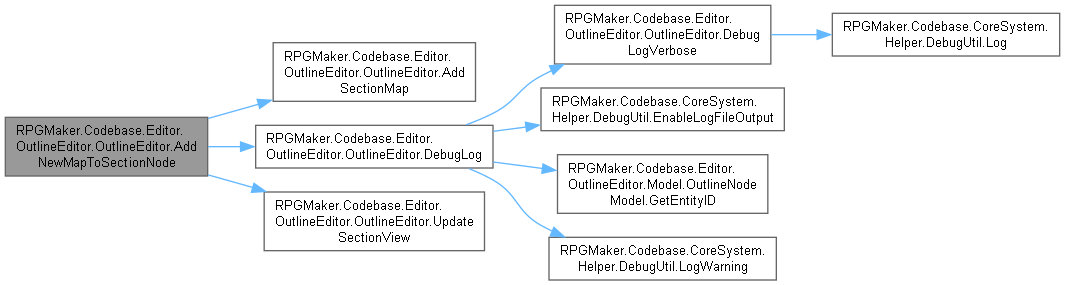 RPGMaker.Codebase.Editor.
OutlineEditor.OutlineEditor.Add
NewMapToSectionNode
RPGMaker.Codebase.Editor.
OutlineEditor.OutlineEditor.Add
SectionMap
RPGMaker.Codebase.Editor.
OutlineEditor.OutlineEditor.DebugLog
RPGMaker.Codebase.Editor.
OutlineEditor.OutlineEditor.Update
SectionView
RPGMaker.Codebase.Editor.
OutlineEditor.OutlineEditor.Debug
LogVerbose
RPGMaker.Codebase.CoreSystem.
Helper.DebugUtil.EnableLogFileOutput
RPGMaker.Codebase.Editor.
OutlineEditor.Model.OutlineNode
Model.GetEntityID
RPGMaker.Codebase.CoreSystem.
Helper.DebugUtil.LogWarning
RPGMaker.Codebase.CoreSystem.
Helper.DebugUtil.Log